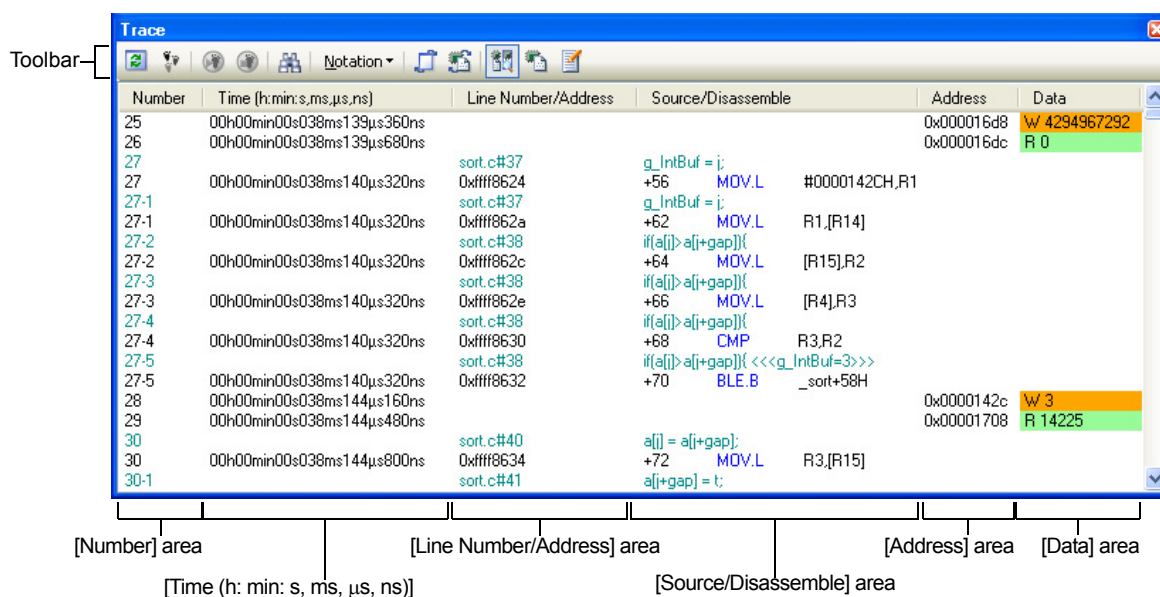 Trace
Toolbar
Notation
Number Time (h:min:s,ms,µs,ns) Line Number/Address Source/Disassemble Address Data
25 00h00min00s038ms139µs360ns 0x000016d8 W 4294967292
26 00h00min00s038ms139µs680ns 0x000016dc R 0
27 sort.c#37 g_IntBuf = j;
27 00h00min00s038ms140µs320ns 0xffff8624 +56 MOV.L #0000142CH,R1
27-1 sort.c#37 g_IntBuf = j;
27-1 00h00min00s038ms140µs320ns 0xffff862a +62 MOV.L R1,[R14]
27-2 sort.c#38 if(a[j]>a[j+gap]){
27-2 00h00min00s038ms140µs320ns 0xffff862c +64 MOV.L [R15],R2
27-3 sort.c#38 if(a[j]>a[j+gap]){
27-3 00h00min00s038ms140µs320ns 0xffff862e +66 MOV.L [R4],R3
27-4 sort.c#38 if(a[j]>a[j+gap]){
27-4 00h00min00s038ms140µs320ns 0xffff8630 +68 CMP R3,R2
27-5 sort.c#38 if(a[j]>a[j+gap]){ <<<g_IntBuf=3>>>
27-5 00h00min00s038ms140µs320ns 0xffff8632 +70 BLE.B _sort+58H
28 00h00min00s038ms144µs160ns 0x0000142c W 3
29 00h00min00s038ms144µs480ns 0x00001708 R 14225
30 sort.c#40 a[j] = a[j+gap];
30 00h00min00s038ms144µs800ns 0xffff8634 +72 MOV.L R3,[R15]
30-1 sort.c#41 a[j+gap] = t;
[Number] area [Line Number/Address] area [Address] area [Data] area
[Time (h: min: s, ms, µs, ns)] [Source/Disassemble] area